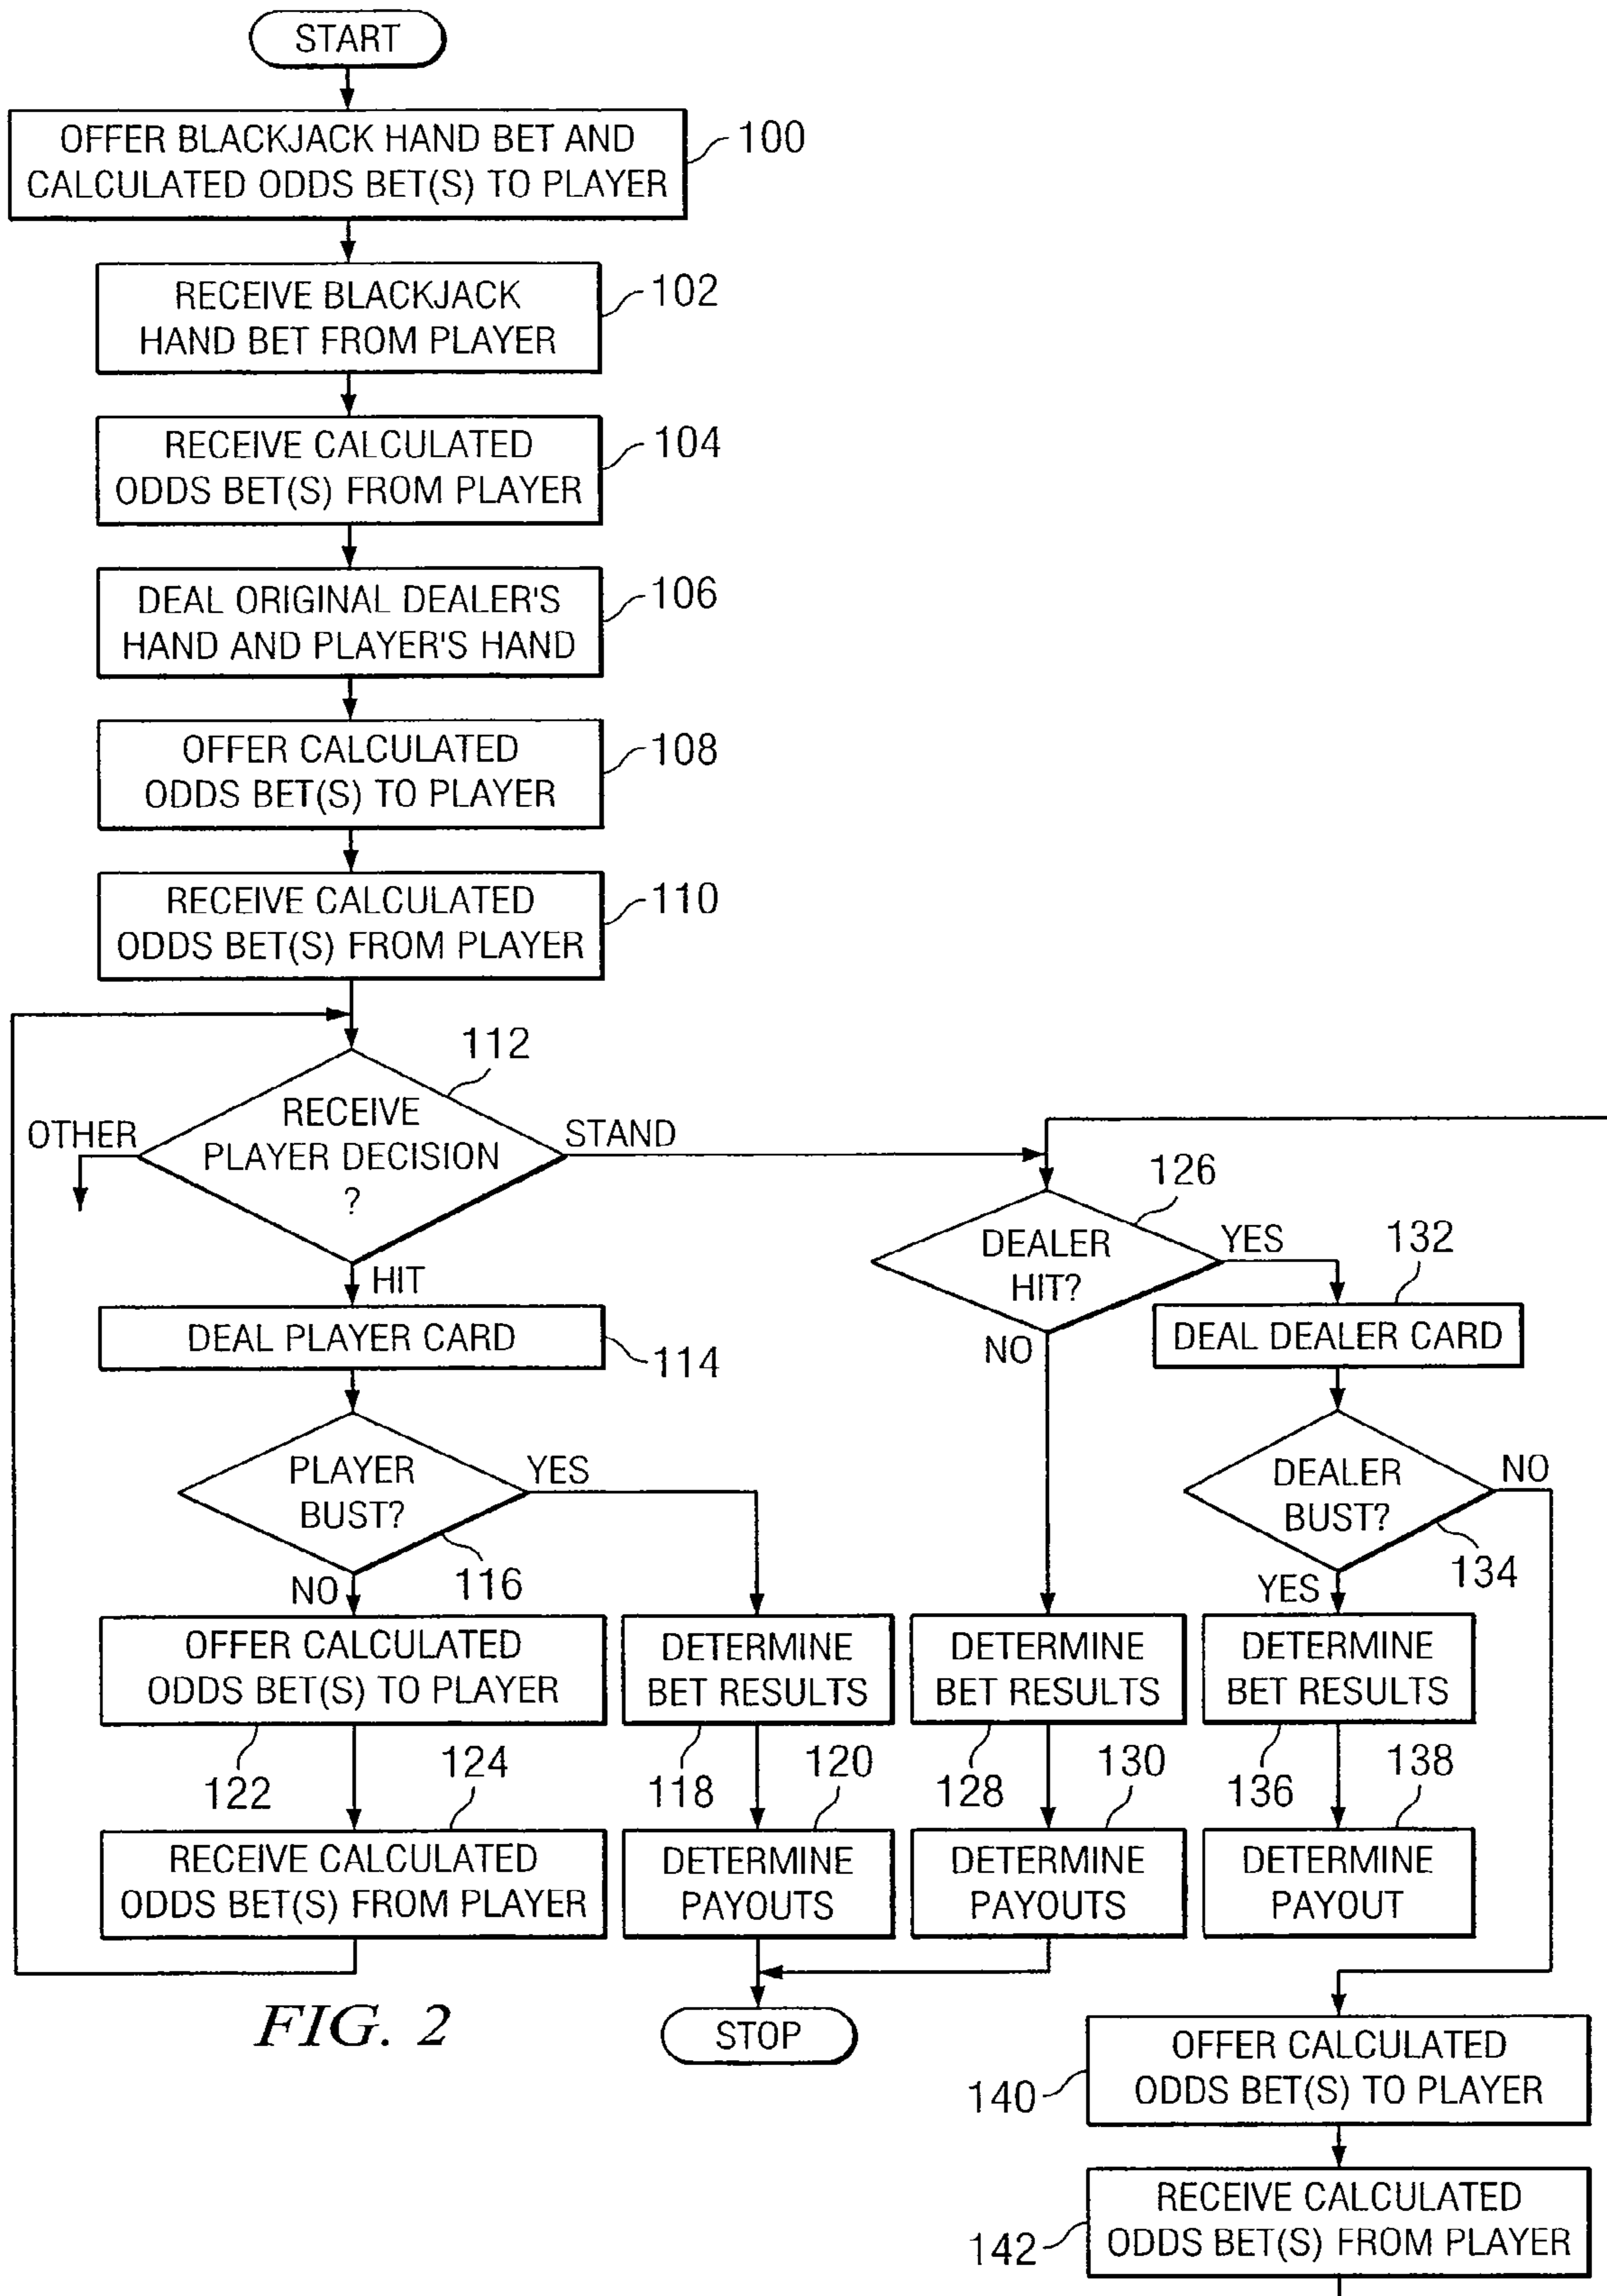 START
OFFER BLACKJACK HAND BET AND
CALCULATED ODDS BET(S) TO PLAYER
100
RECEIVE BLACKJACK
HAND BET FROM PLAYER
102
RECEIVE CALCULATED
ODDS BET(S) FROM PLAYER
104
DEAL ORIGINAL DEALER'S
HAND AND PLAYER'S HAND
106
OFFER CALCULATED
ODDS BET(S) TO PLAYER
108
RECEIVE CALCULATED
ODDS BET(S) FROM PLAYER
110
112
RECEIVE
PLAYER DECISION
?
OTHER
STAND
HIT
DEAL PLAYER CARD
114
PLAYER
BUST?
YES
NO
116
OFFER CALCULATED
ODDS BET(S) TO PLAYER
122
124
RECEIVE CALCULATED
ODDS BET(S) FROM PLAYER
DETERMINE
BET RESULTS
118
120
DETERMINE
PAYOUTS
STOP
126
DEALER
HIT?
YES
NO
132
DEAL DEALER CARD
DEALER
BUST?
NO
134
YES
DETERMINE
BET RESULTS
128
130
DETERMINE
PAYOUTS
DETERMINE
BET RESULTS
136
138
DETERMINE
PAYOUT
OFFER CALCULATED
ODDS BET(S) TO PLAYER
140
RECEIVE CALCULATED
ODDS BET(S) FROM PLAYER
142
FIG. 2